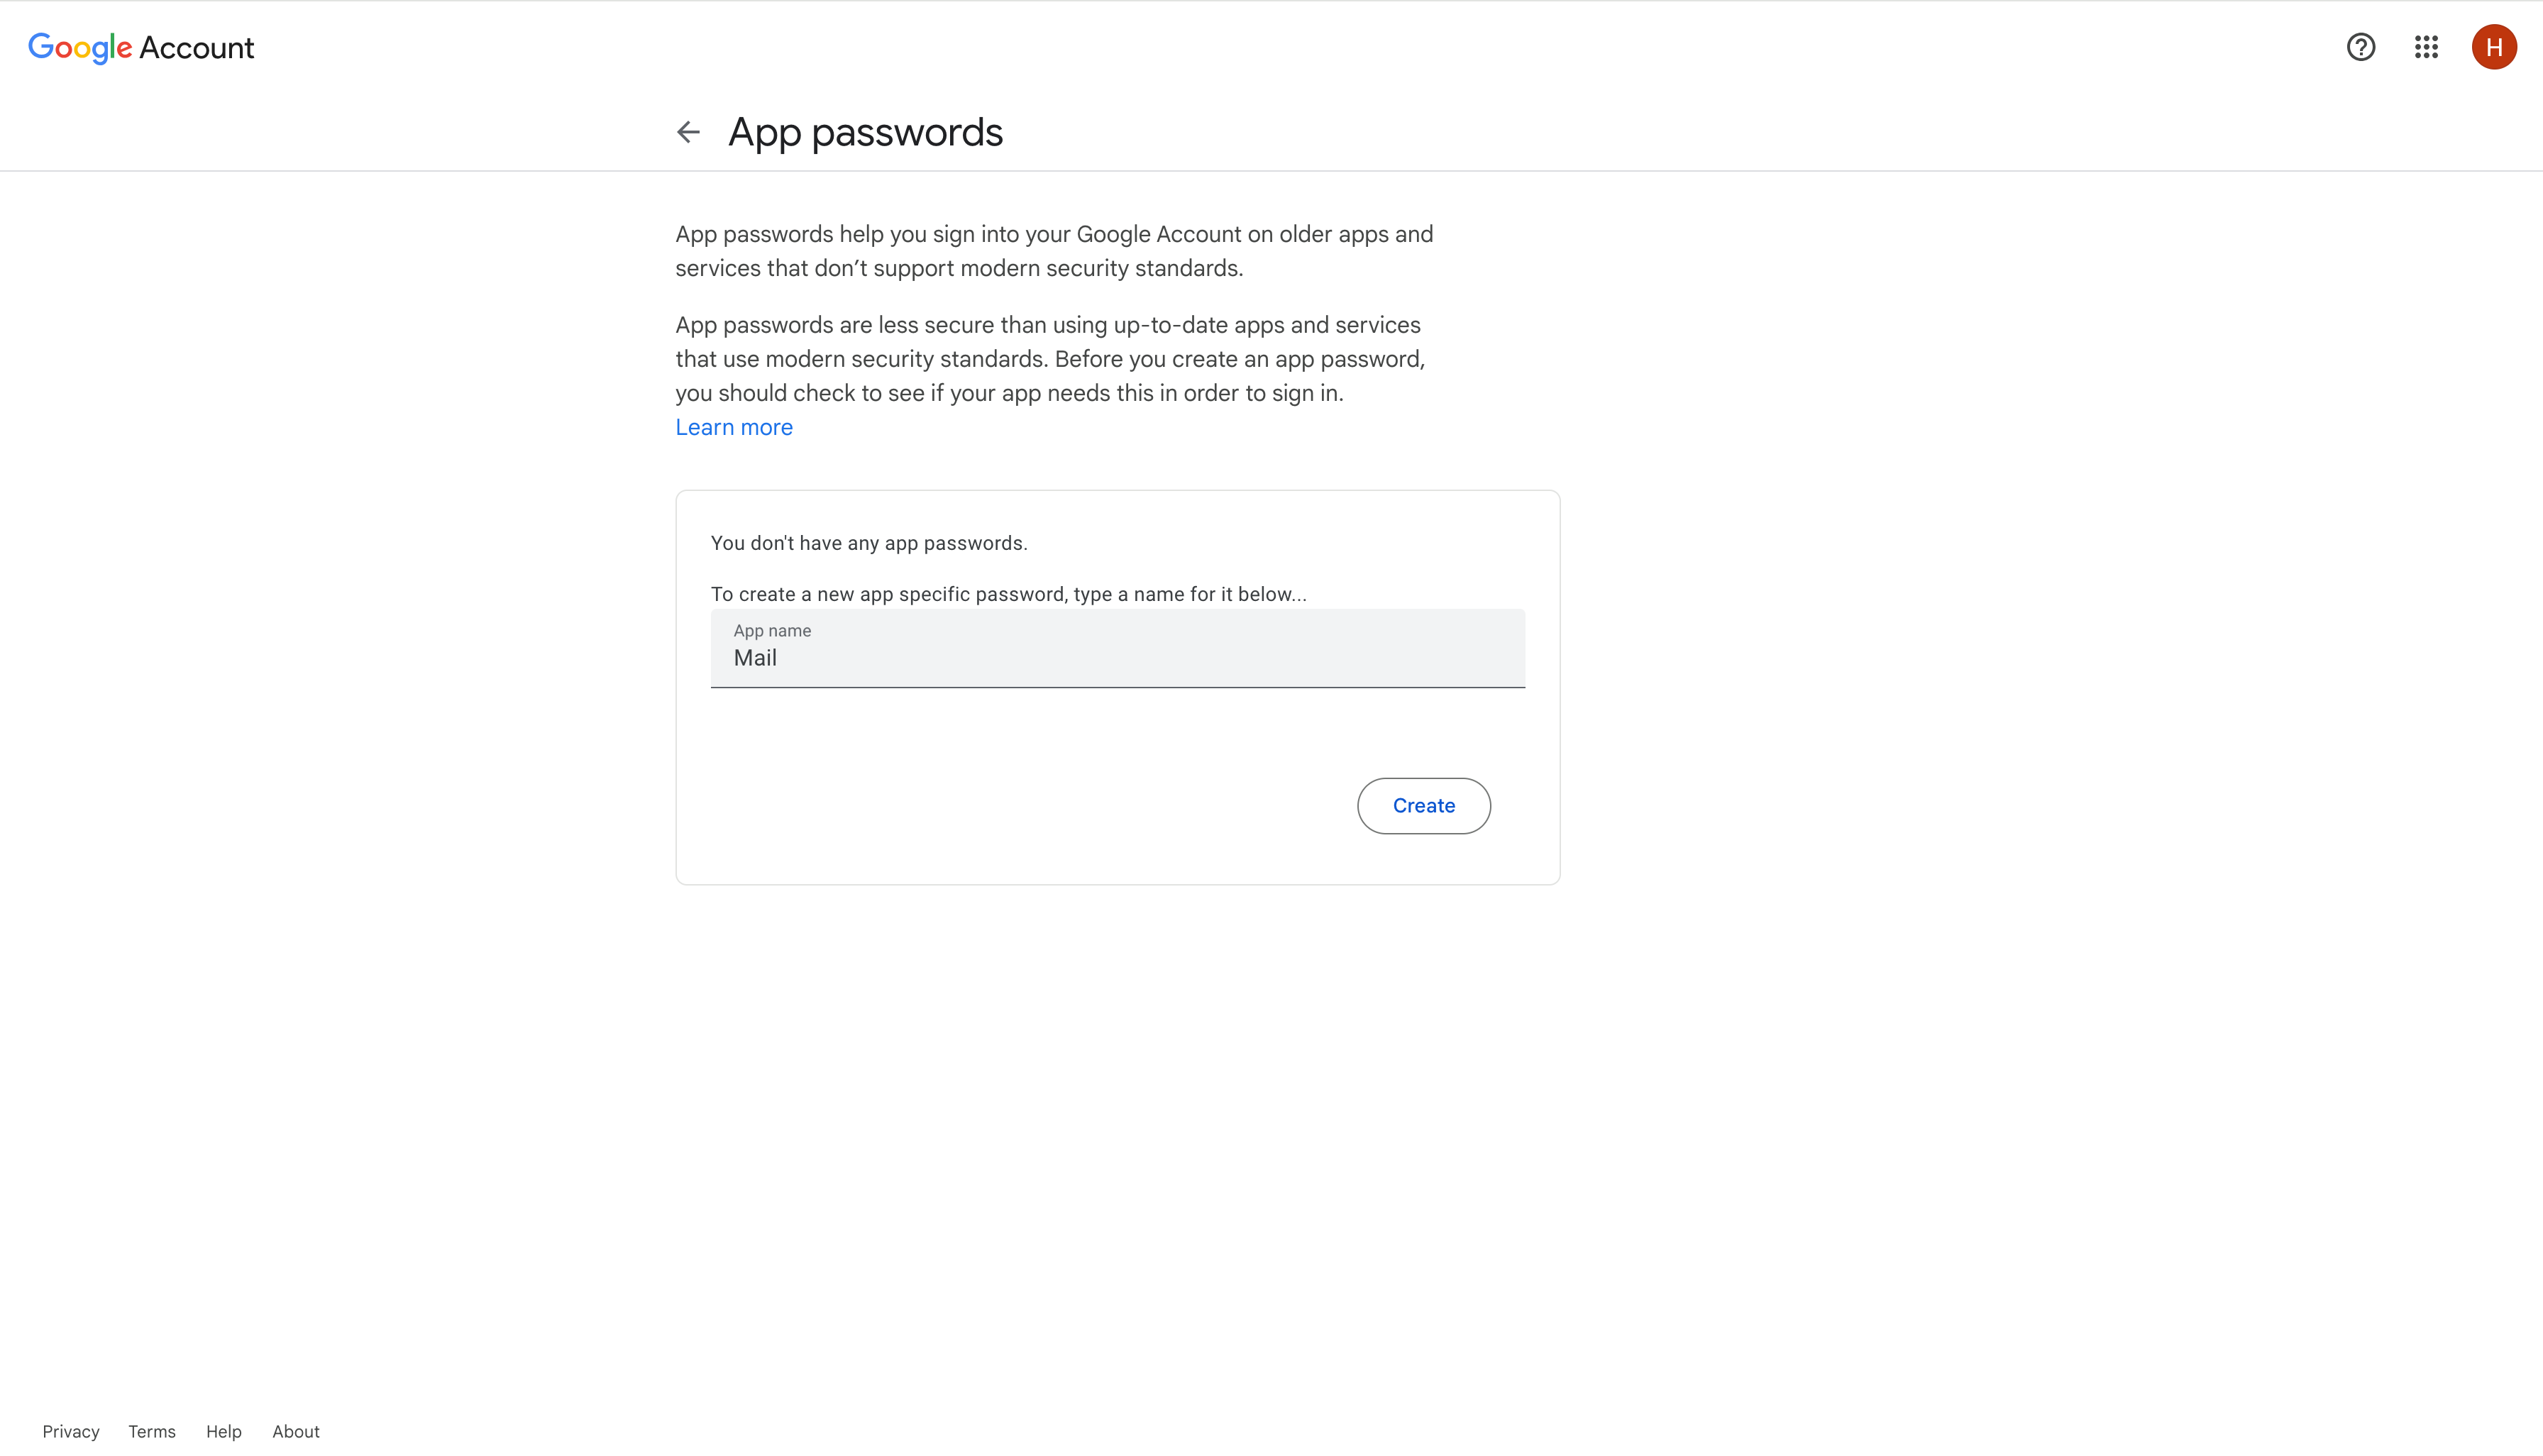 Google Account
H
App passwords
App passwords help you sign into your Google Account on older apps and
services that don’t support modern security standards.
App passwords are less secure than using up-to-date apps and services
that use modern security standards. Before you create an app password,
you should check to see if your app needs this in order to sign in.
Learn more
You don't have any app passwords.
To create a new app specific password, type a name for it below...
App name
Mail
Create
Privacy Terms Help About